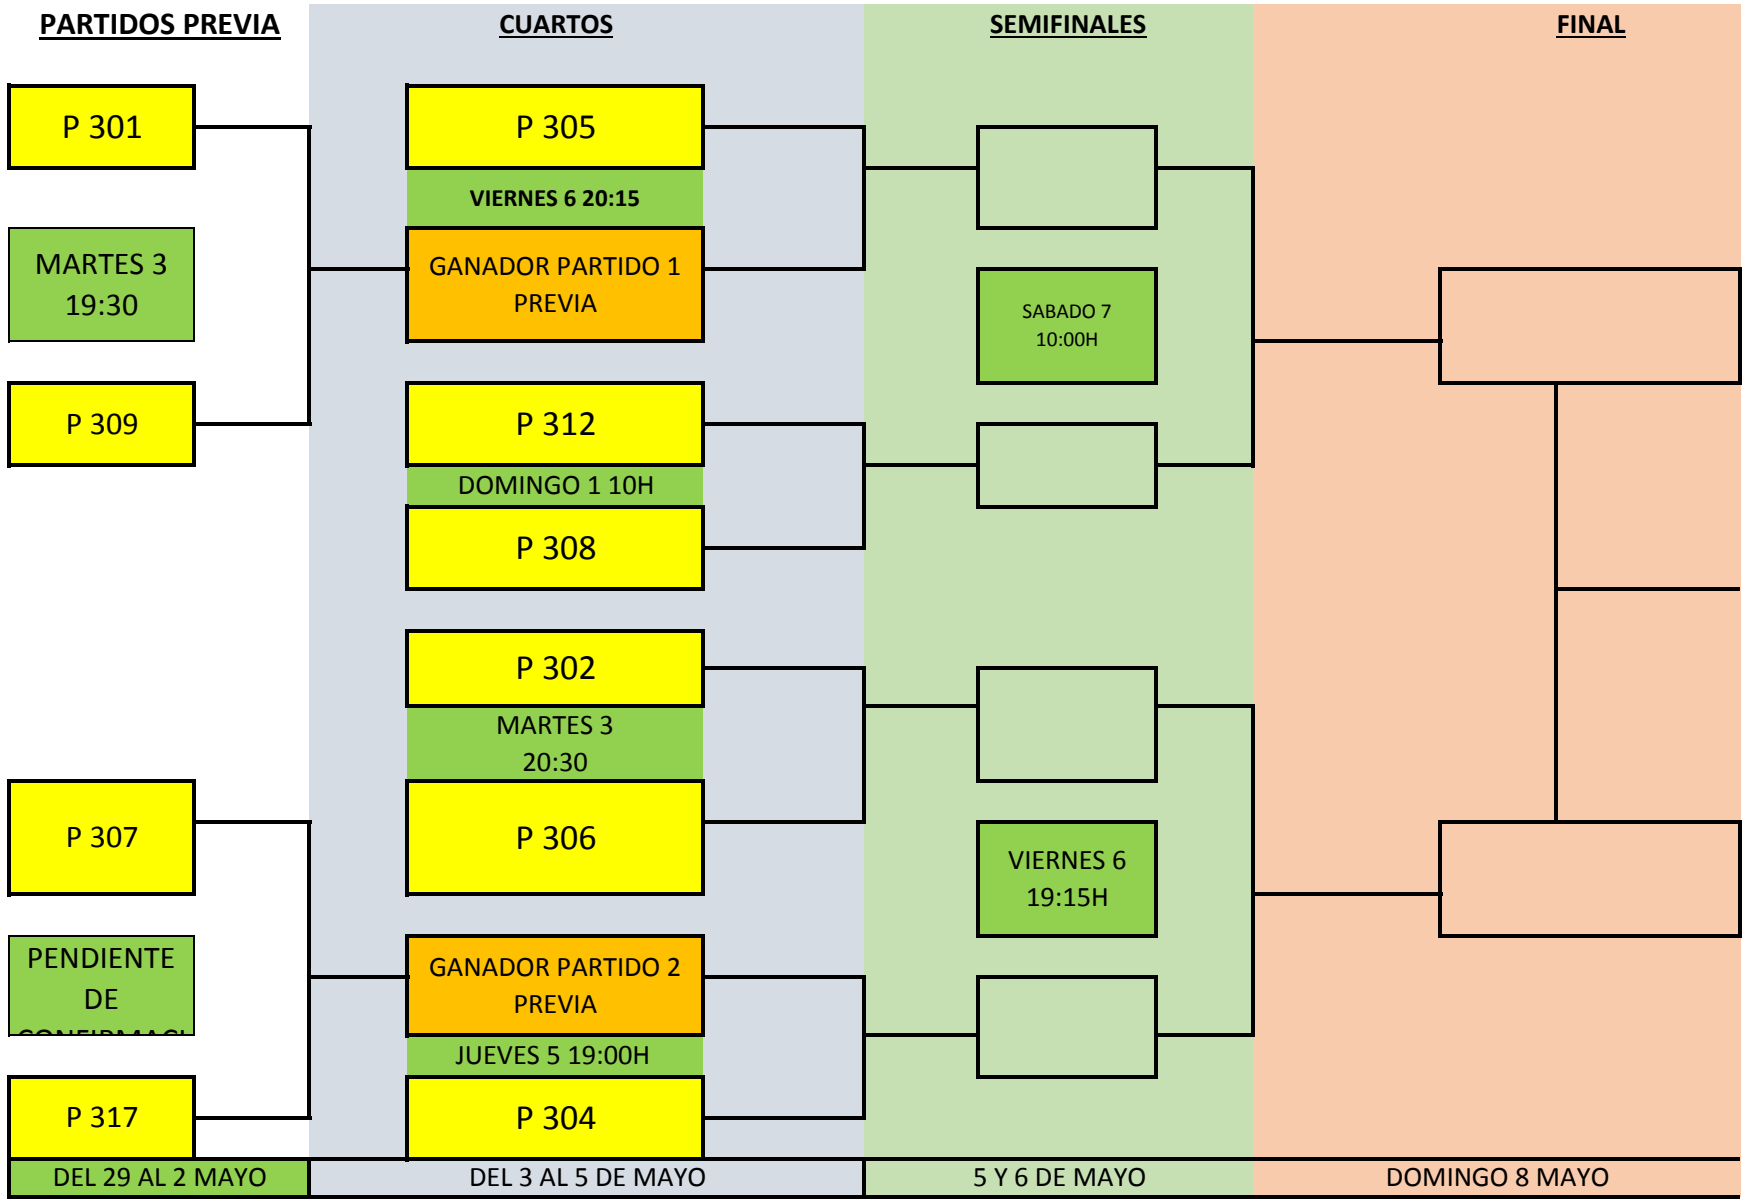 PARTIDOS PREVIA
CUARTOS
SEMIFINALES
FINAL
P 301
MARTES 3
19:30
P 309
P 307
PENDIENTE
DE
P 317
P 305
VIERNES 6 20:15
GANADOR PARTIDO 1
PREVIA
P 312
DOMINGO 1 10H
P 308
P 302
MARTES 3
20:30
P 306
GANADOR PARTIDO 2
PREVIA
JUEVES 5 19:00H
P 304
SABADO 7
10:00H
VIERNES 6
19:15H
DEL 29 AL 2 MAYO
DEL 3 AL 5 DE MAYO
5 Y 6 DE MAYO
DOMINGO 8 MAYO